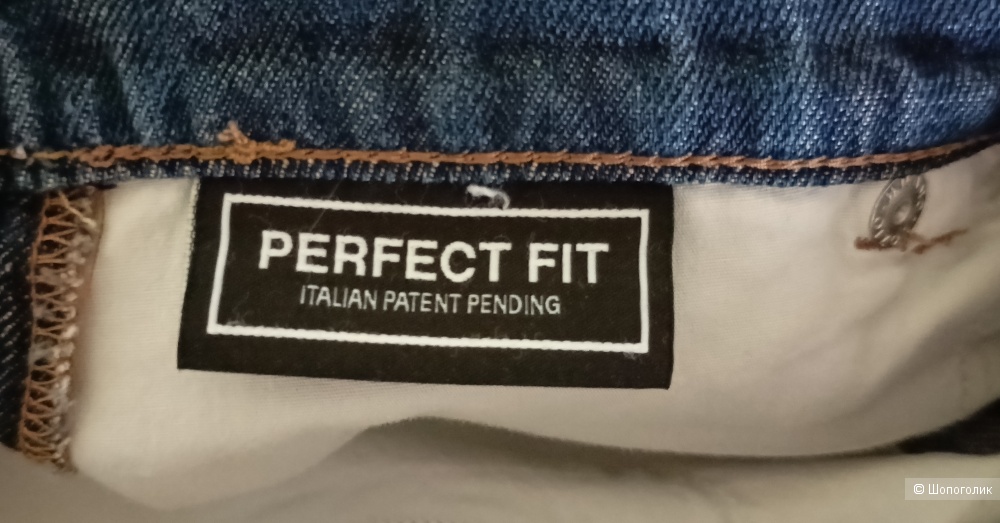 PERFECT FIT
ITALIAN PATENT PENDING
© Шопоголик